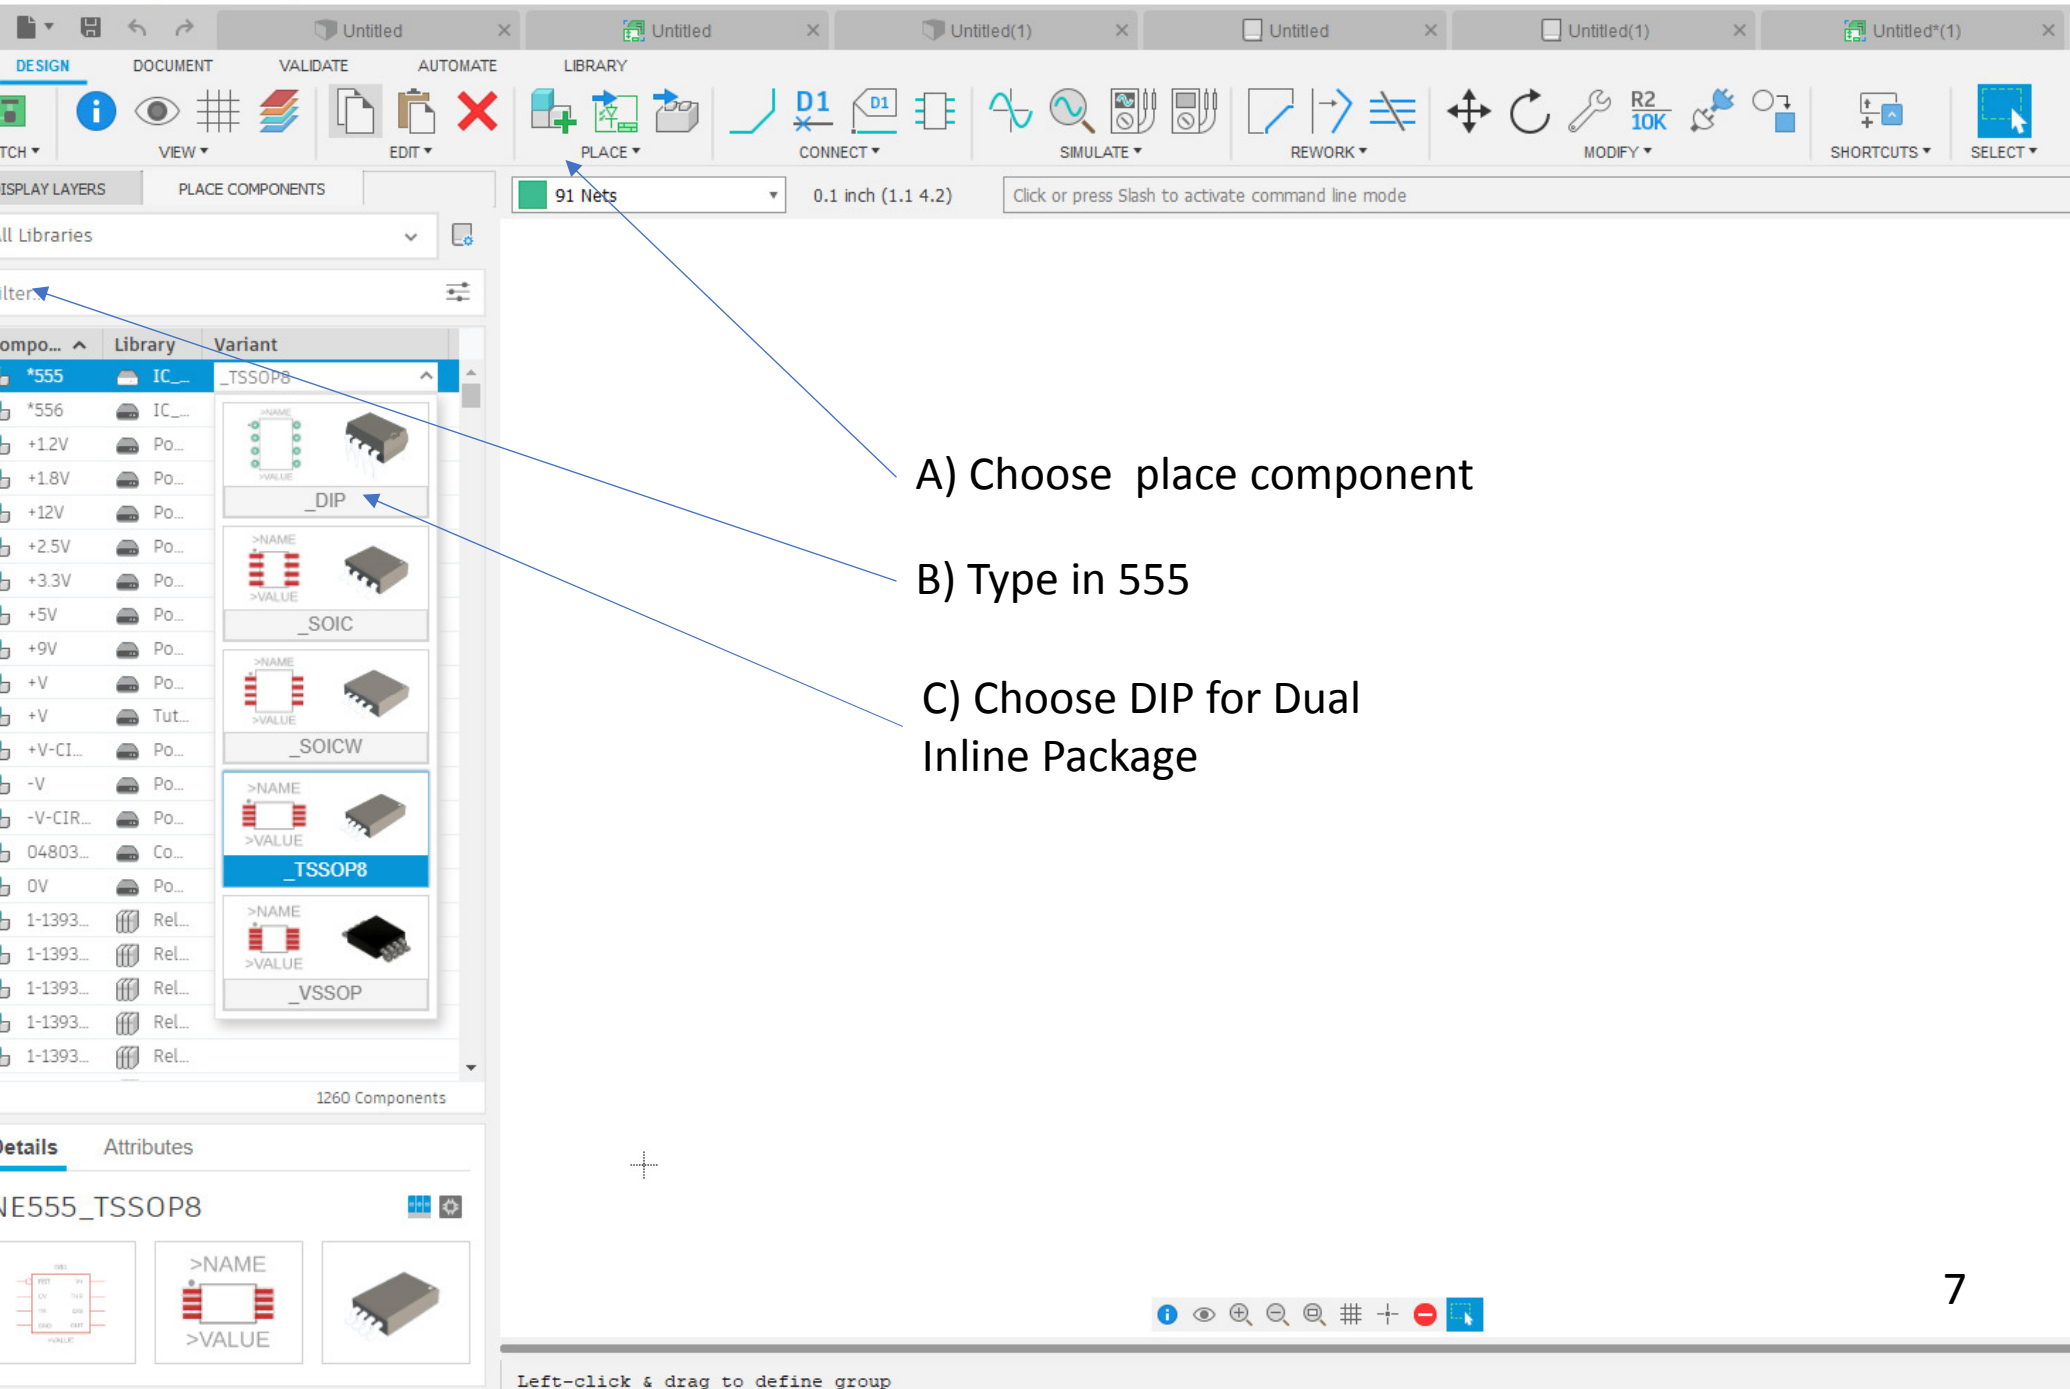 Untitled
Untitled
Untitled(1)
Untitled
Untitled(1)
Untitled*(1)
DESIGN
DOCUMENT
VALIDATE
AUTOMATE
LIBRARY
D1
D1
R2
10K
TCH
VIEW
EDIT
PLACE
CONNECT
SIMULATE
REWORK
MODIFY
SHORTCUTS
SELECT
ISPLAY LAYERS
PLACE COMPONENTS
91 Nets
0.1 inch (1.1 4.2)
Click or press Slash to activate command line mode
ll Libraries
ilter...
ompo...
Library
Variant
*555 IC_... _TSSOP8
*556 IC_...
+1.2V Po...
+1.8V Po...
+12V Po...
+2.5V Po...
+3.3V Po...
+5V Po...
+9V Po...
+V Po...
+V Tut...
+V-CI... Po...
-V Po...
-V-CIR... Po...
04803... Co...
0V Po...
1-1393... Rel...
1-1393... Rel...
1-1393... Rel...
1-1393... Rel...
1-1393... Rel...
>NAME
>VALUE
_DIP
>NAME
>VALUE
_SOIC
>NAME
>VALUE
_SOICW
>NAME
>VALUE
_TSSOP8
>NAME
>VALUE
_VSSOP
1260 Components
A) Choose place component
B) Type in 555
C) Choose DIP for Dual
Inline Package
Details
Attributes
NE555_TSSOP8
>NAME
>VALUE
7
Left-click & drag to define group